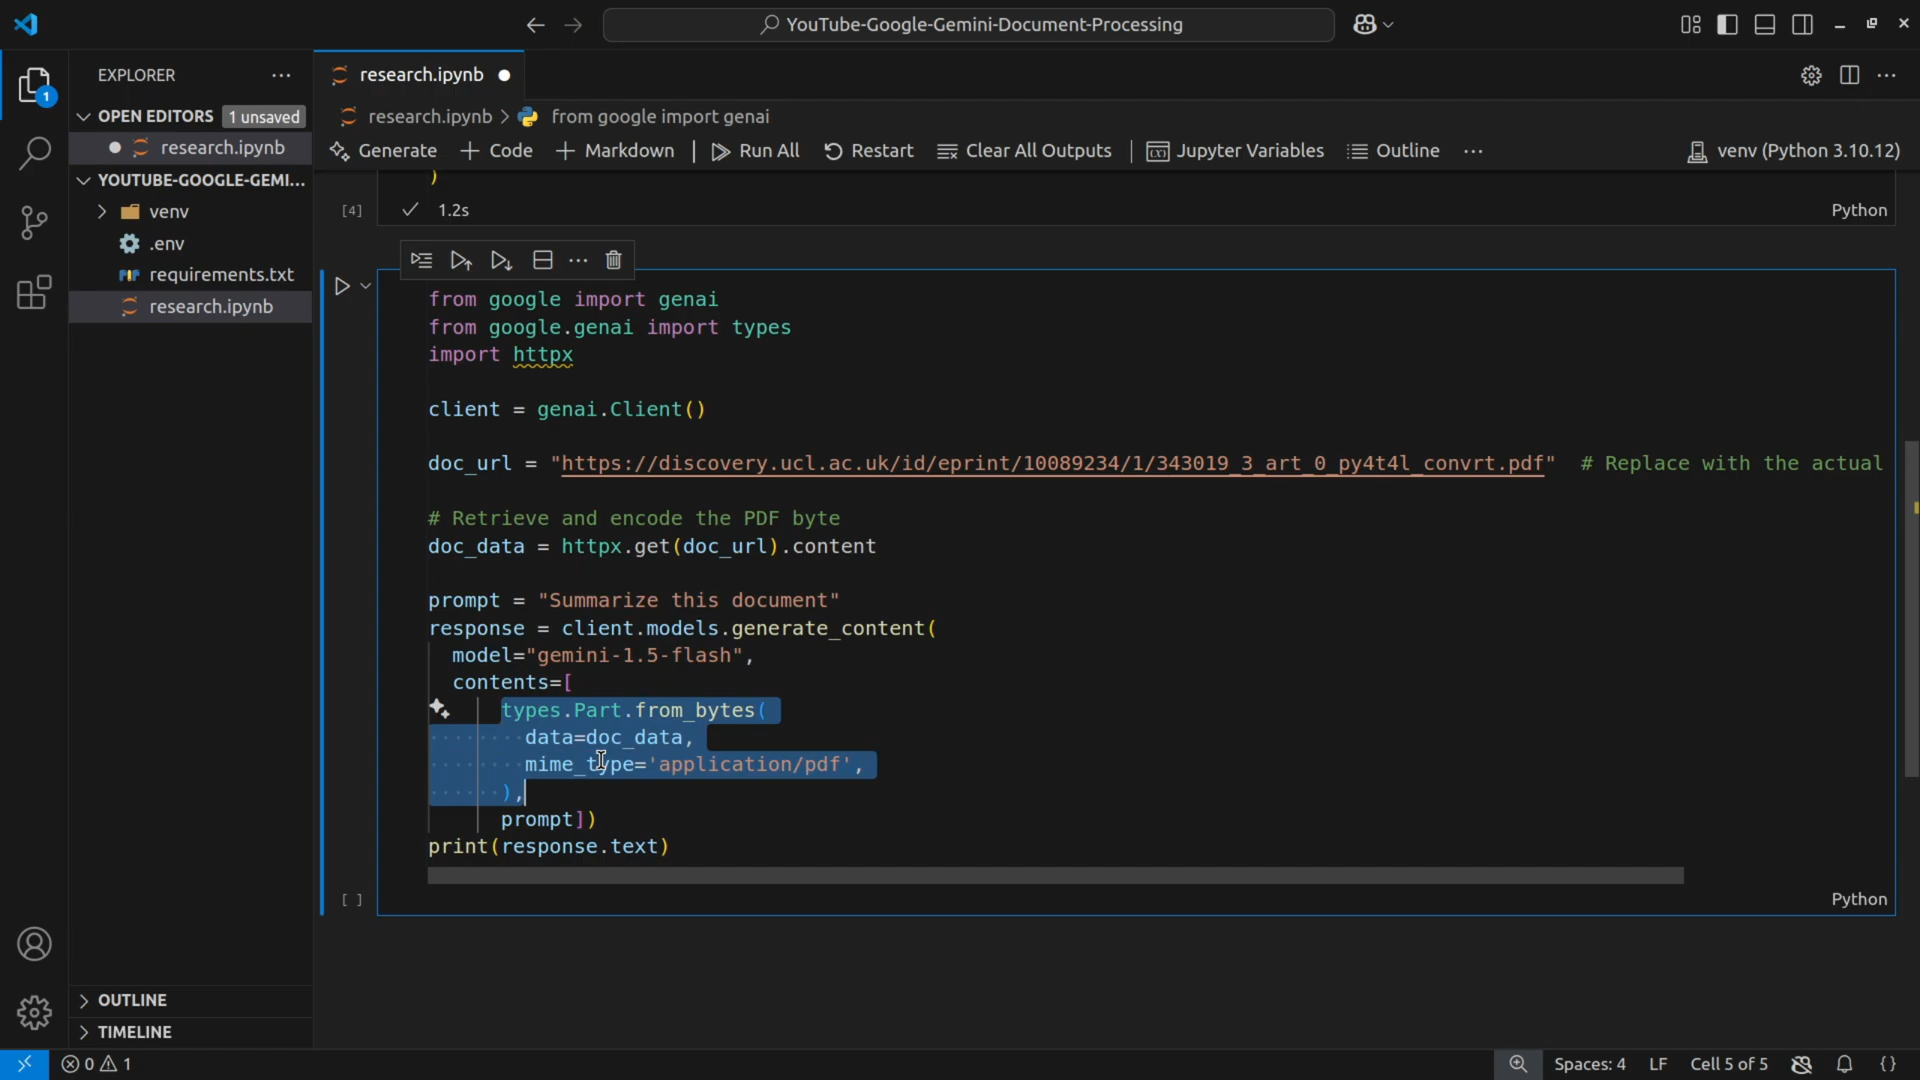 YouTube-Google-Gemini-Document-Processing
EXPLORER
research.ipynb
OPEN EDITORS 1 unsaved
research.ipynb > from google import genai
research.ipynb
Generate + Code + Markdown | Run All Restart Clear All Outputs | Jupyter Variables Outline ... venv (Python 3.10.12)
YOUTUBE-GOOGLE-GEMI...
venv
.env
requirements.txt
research.ipynb
)
[4] 1.2s Python
from google import genai
from google.genai import types
import httpx
client = genai.Client()
doc_url = "https://discovery.ucl.ac.uk/id/eprint/10089234/1/343019_3_art_0_py4t4l_convrt.pdf" # Replace with the actual
# Retrieve and encode the PDF byte
doc_data = httpx.get(doc_url).content
prompt = "Summarize this document"
response = client.models.generate_content(
model="gemini-1.5-flash",
contents=[
types.Part.from_bytes(
data=doc_data,
mime_type='application/pdf',
),
prompt])
print(response.text)
[ ] Python
OUTLINE
TIMELINE
1
0 1 Spaces: 4 LF Cell 5 of 5 {}